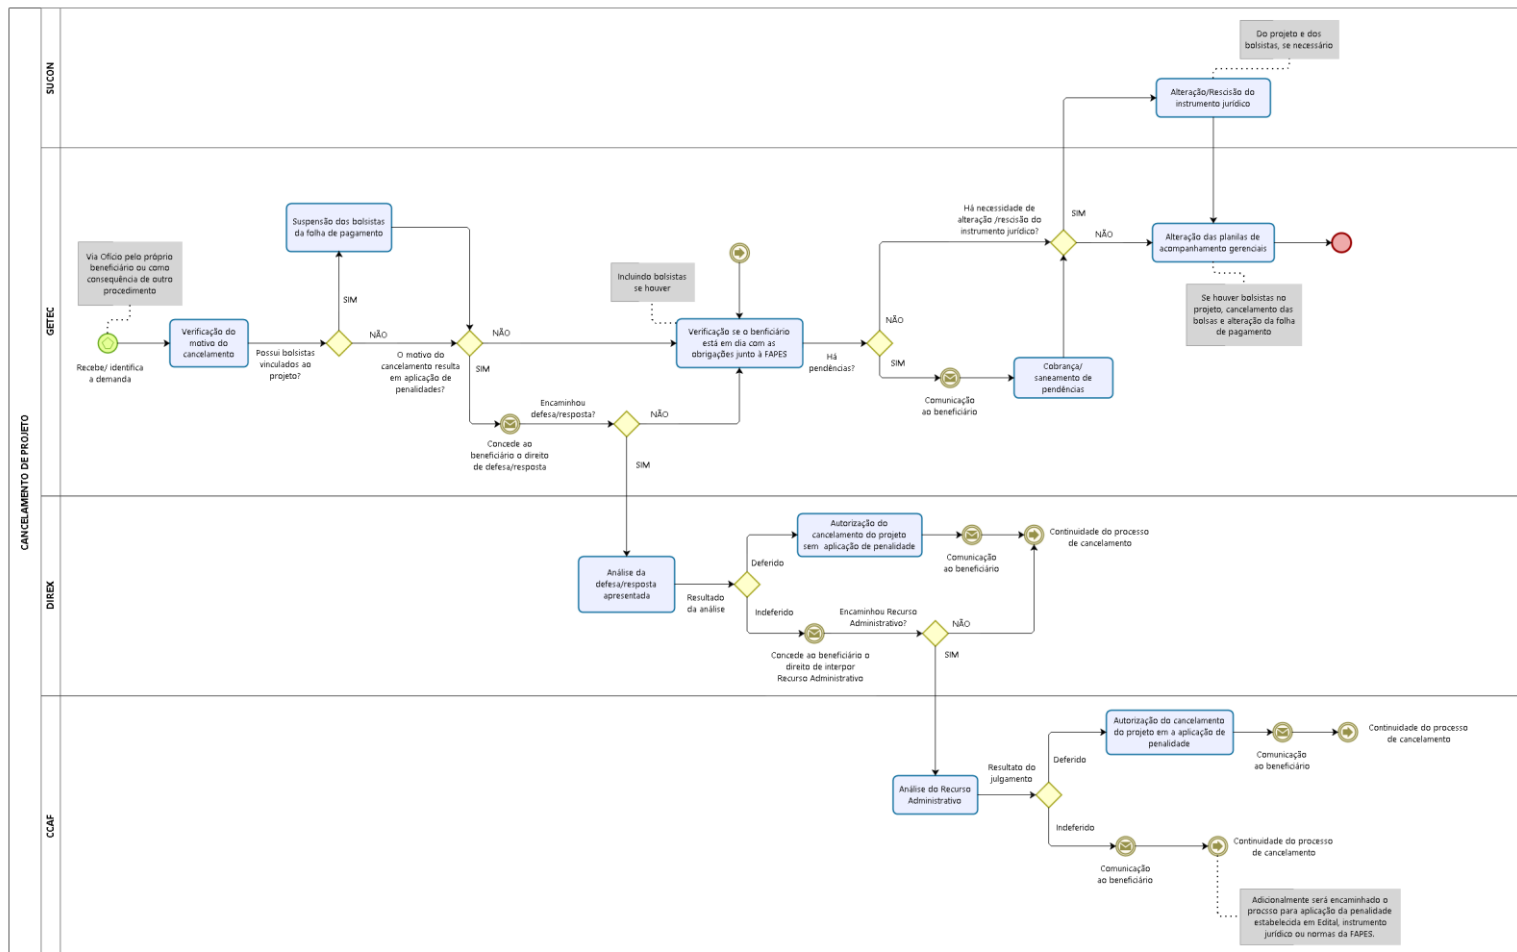 CANCELAMENTO DE PROJETO
SUCON
Do projeto e dos
bolsistas, se necessário
Alteração/Rescisão do
instrumento jurídico
GETEC
Via Ofício pelo próprio
beneficiário ou como
consequência de outro
procedimento
Recebe/ identifica
a demanda
Verificação do
motivo do
cancelamento
Possui bolsistas
vinculados ao
projeto?
SIM
NÃO
Suspensão dos bolsistas
da folha de pagamento
O motivo do
cancelamento resulta
em aplicação de
penalidades?
NÃO
SIM
Concede ao
beneficiário o direito
de defesa/resposta
Encaminhou
defesa/resposta?
NÃO
SIM
Incluindo bolsistas
se houver
Verificação se o benficiário
está em dia com as
obrigações junto à FAPES
Há
pendências?
NÃO
SIM
Comunicação
ao beneficiário
Cobrança/
saneamento de
pendências
Há necessidade de
alteração /rescisão do
instrumento jurídico?
SIM
NÃO
Alteração das planilas de
acompanhamento gerenciais
Se houver bolsistas no
projeto, cancelamento das
bolsas e alteração da folha
de pagamento
DIREX
Análise da
defesa/resposta
apresentada
Resultado
da análise
Deferido
Indeferido
Autorização do
cancelamento do projeto
sem aplicação de penalidade
Comunicação
ao beneficiário
Continuidade do processo
de cancelamento
Concede ao beneficiário o
direito de interpor
Recurso Administrativo
Encaminhou Recurso
Administrativo?
NÃO
SIM
CCAF
Análise do Recurso
Administrativo
Resultato do
julgamento
Deferido
Indeferido
Autorização do cancelamento
do projeto em a aplicação de
penalidade
Comunicação
ao beneficiário
Continuidade do processo
de cancelamento
Comunicação
ao beneficiário
Continuidade do processo
de cancelamento
Adicionalmente será encaminhado o
procsso para aplicação da penalidade
estabelecida em Edital, instrumento
jurídico ou normas da FAPES.